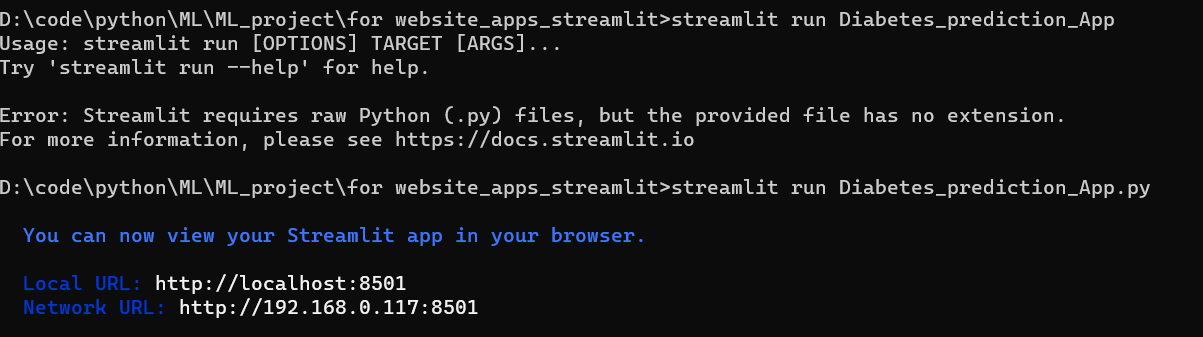 D:\code\python\ML\ML_project\for website_apps_streamlit>streamlit run Diabetes_prediction_App
Usage: streamlit run [OPTIONS] TARGET [ARGS]...
Try 'streamlit run --help' for help.
Error: Streamlit requires raw Python (.py) files, but the provided file has no extension.
For more information, please see https://docs.streamlit.io
D:\code\python\ML\ML_project\for website_apps_streamlit>streamlit run Diabetes_prediction_App.py
You can now view your Streamlit app in your browser.
Local URL: http://localhost:8501
Network URL: http://192.168.0.117:8501